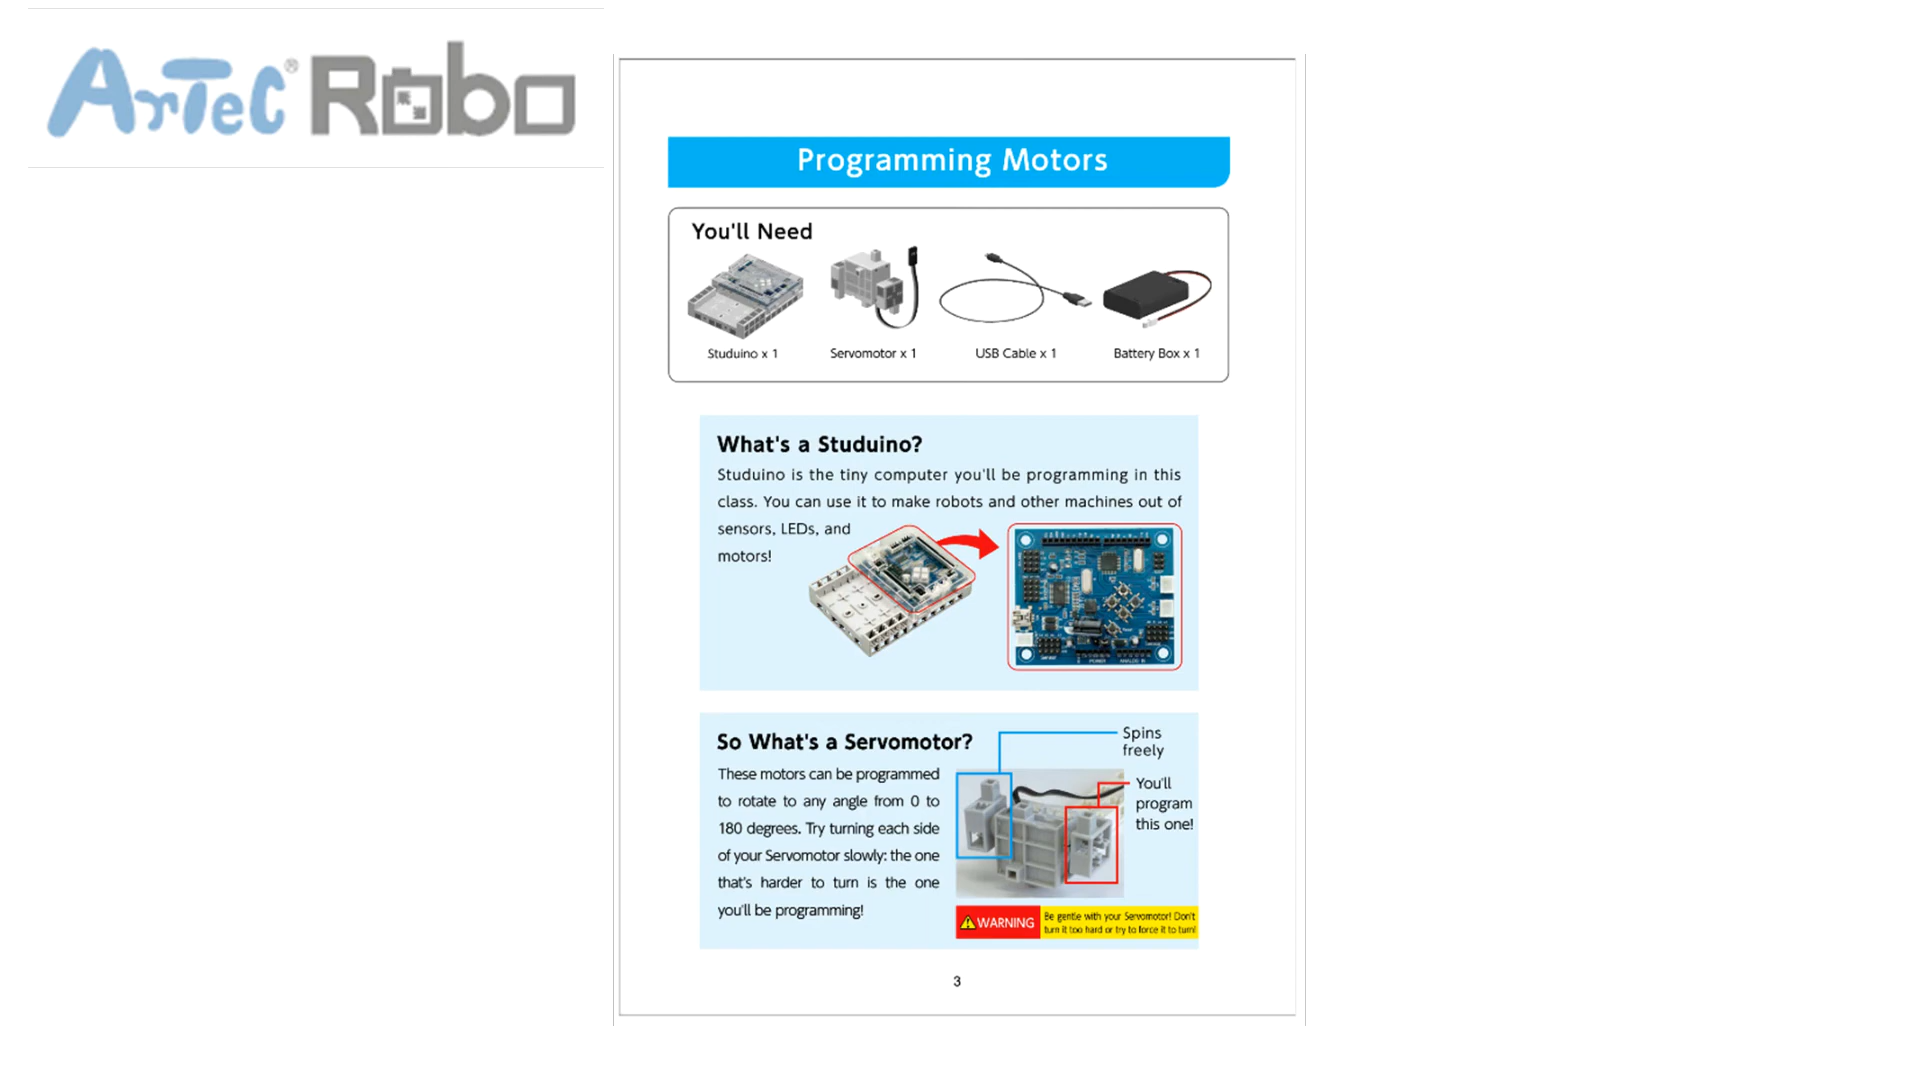 ArTeC® Robo
Programming Motors
You'll Need
Studuino x 1
Servomotor x 1
USB Cable x 1
Battery Box x 1
What's a Studuino?
Studuino is the tiny computer you'll be programming in this
class. You can use it to make robots and other machines out of
sensors, LEDs, and
motors!
POWER
ANALOG IN
So What's a Servomotor?
These motors can be programmed
to rotate to any angle from 0 to
180 degrees. Try turning each side
of your Servomotor slowly: the one
that's harder to turn is the one
you'll be programming!
Spins
freely
You'll
program
this one!
WARNING
Be gentle with your Servomotor! Don't
turn it too hard or try to force it to turn!
3